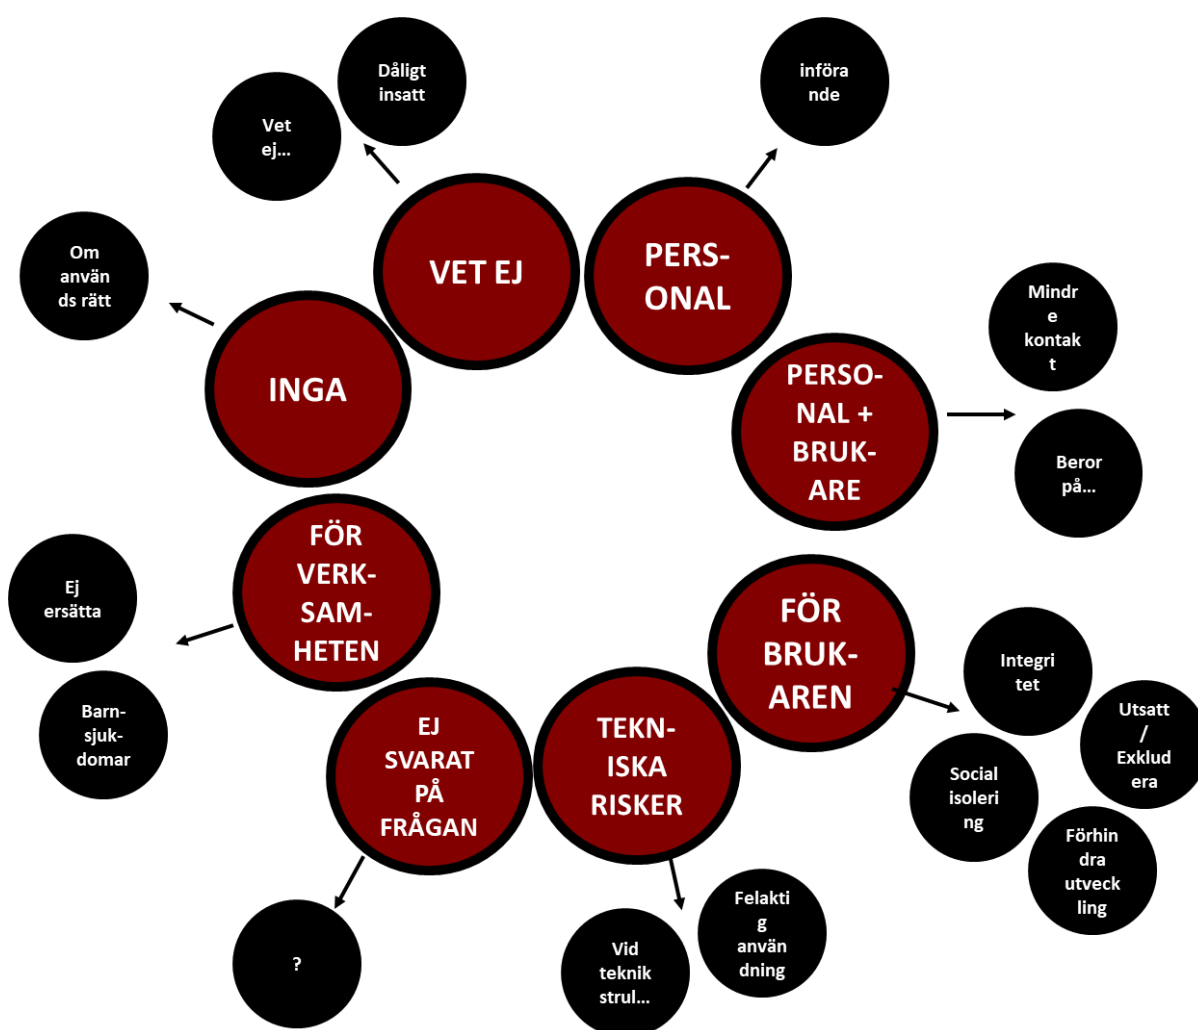 Dåligt
insatt
införa
nde
Vet
ej...
VET EJ
PERS-
ONAL
Om
använ
ds rätt
Mindr
e
kontak
t
INGA
PERSO-
NAL +
BRUK-
ARE
Beror
på...
FÖR
VERK-
SAM-
HETEN
Ej
ersätta
FÖR
BRUK-
AREN
Integri
tet
Barn-
sjuk-
domar
EJ
SVARAT
PÅ
FRÅGAN
TEKN-
ISKA
RISKER
Utsatt
/
Exklud
era
Social
isoleri
ng
Förhin
dra
utveck
ling
?
Vid
teknik
strul...
Felakti
g
använ
dning